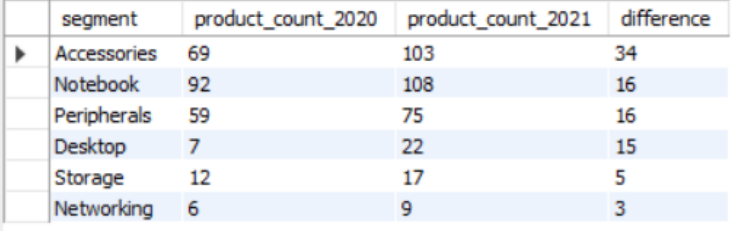 segment product_count_2020 product_count_2021 difference
Accessories 69 103 34
Notebook 92 108 16
Peripherals 59 75 16
Desktop 7 22 15
Storage 12 17 5
Networking 6 9 3